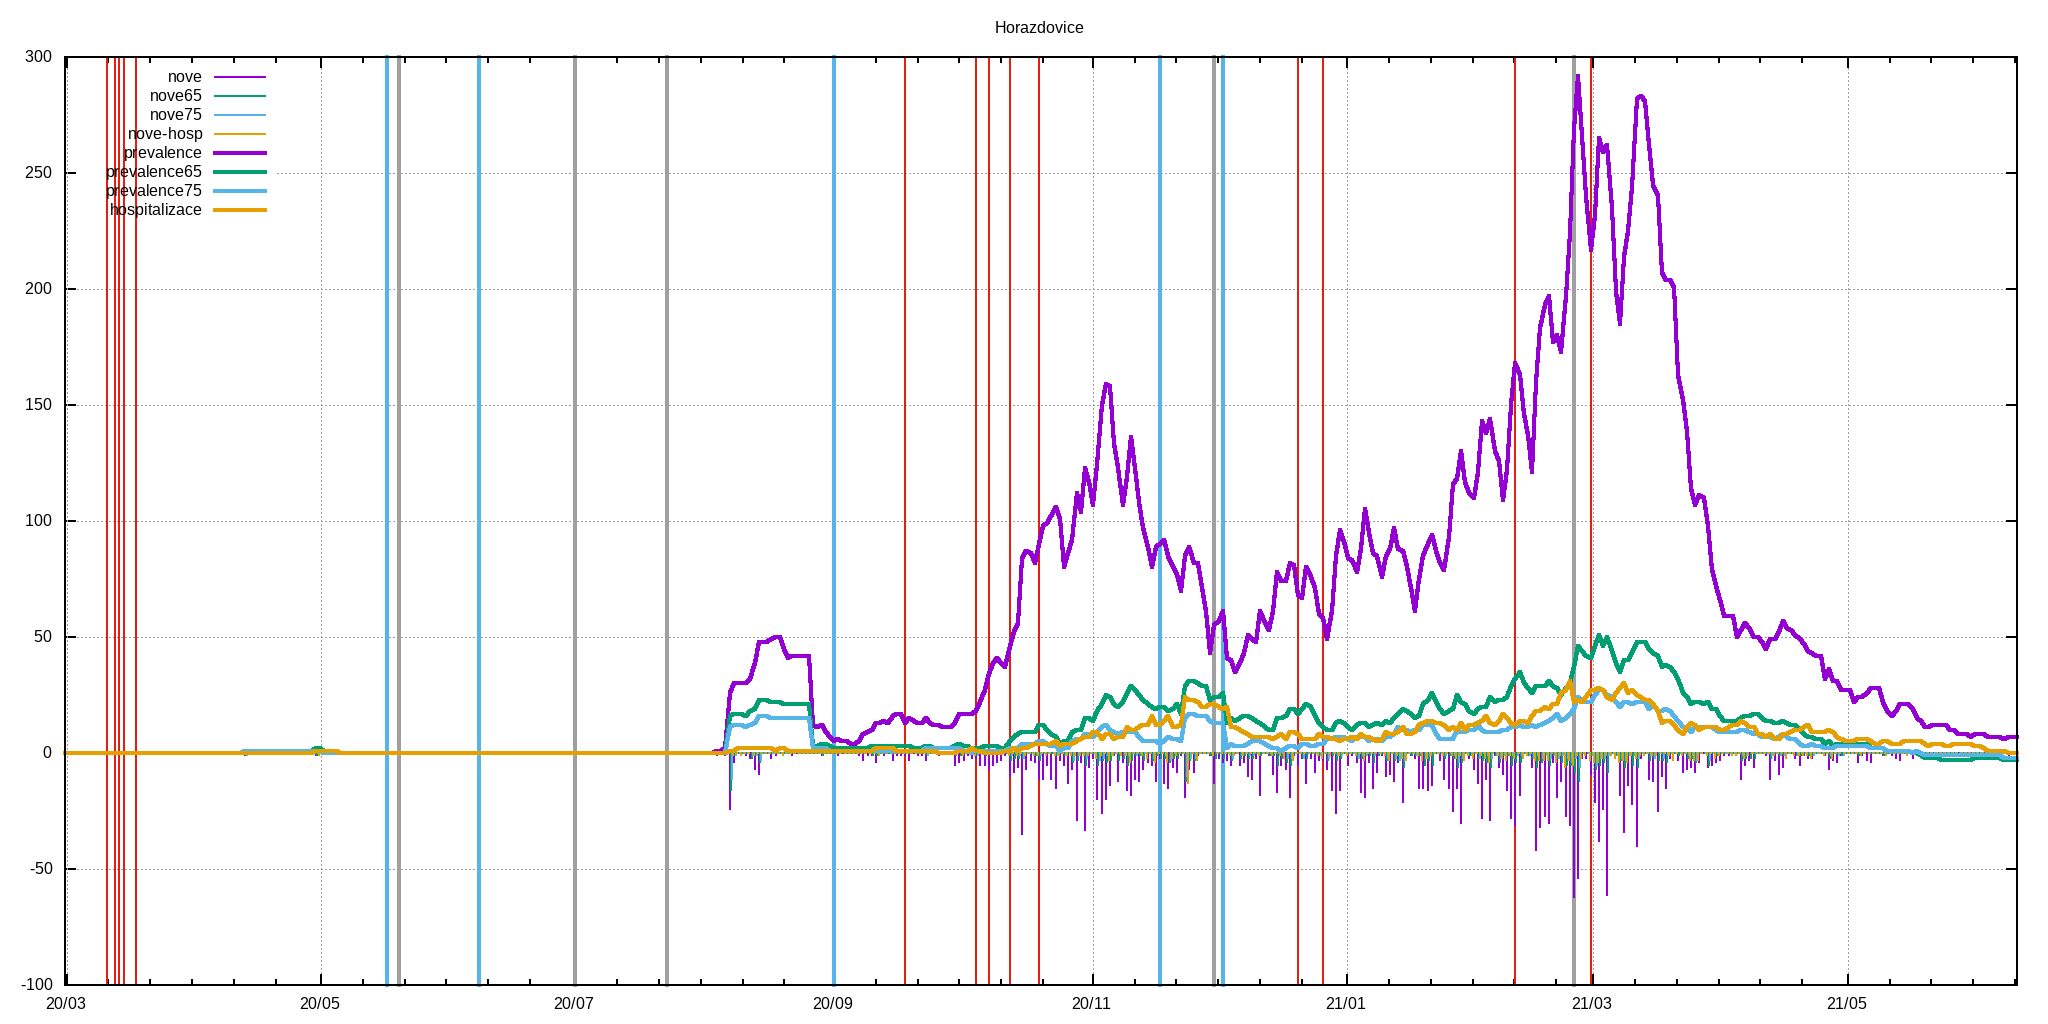 Horazdovice
300
250
200
150
100
50
0
-50
-100
nove
nove65
nove75
nove-hosp
prevalence
prevalence65
prevalence75
hospitalizace
20/03 20/05 20/07 20/09 20/11 21/01 21/03 21/05